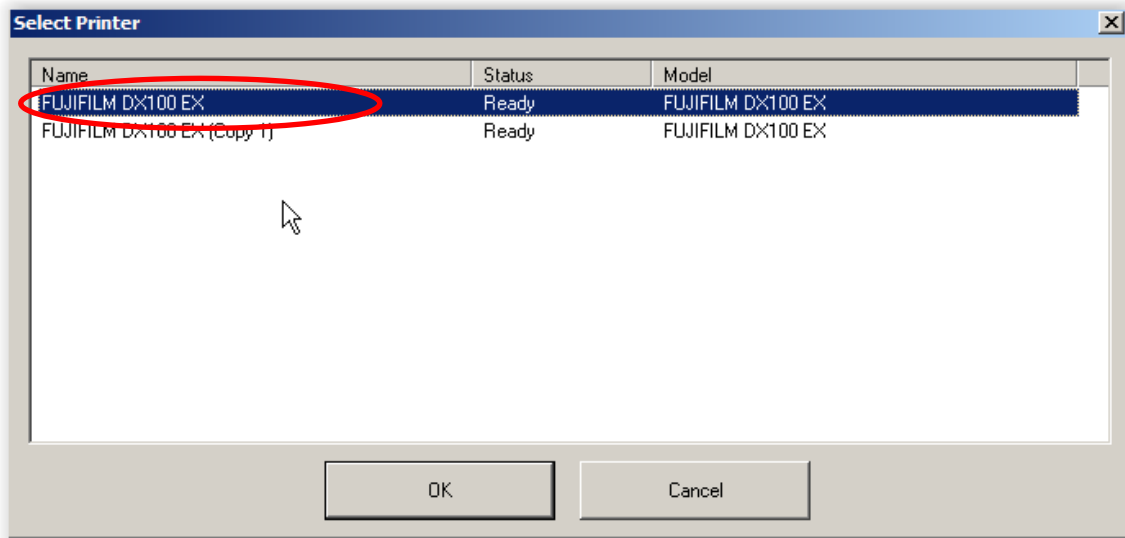 Select Printer
Name Status Model
FUJIFILM DX100 EX Ready FUJIFILM DX100 EX
FUJIFILM DX100 EX (Copy 1) Ready FUJIFILM DX100 EX
OK Cancel